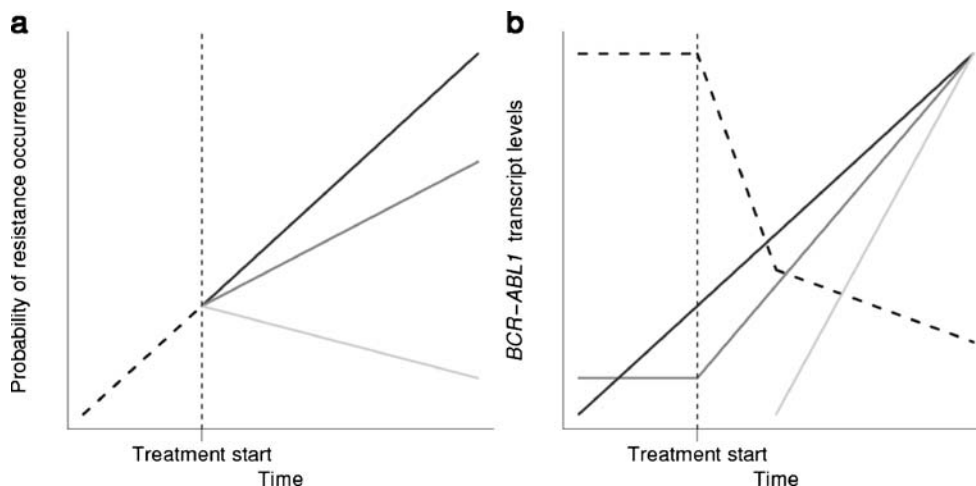 a
Probability of resistance occurrence
Treatment start
Time
b
BCR–ABL1 transcript levels
Treatment start
Time